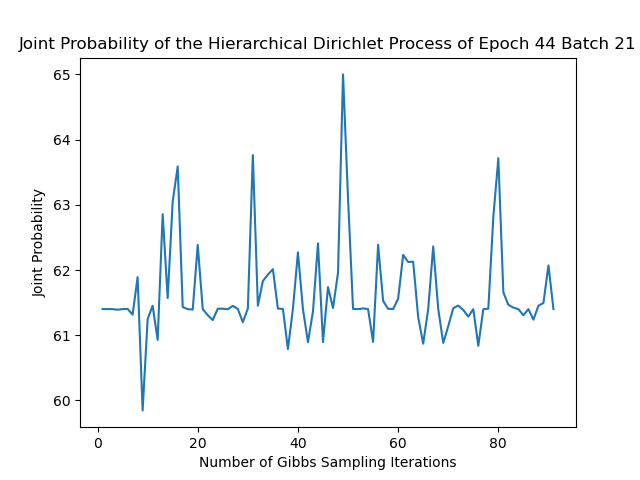 Joint Probability of the Hierarchical Dirichlet Process of Epoch 44 Batch 21
65
64
63
62
61
60
Joint Probability
0 20 40 60 80
Number of Gibbs Sampling Iterations